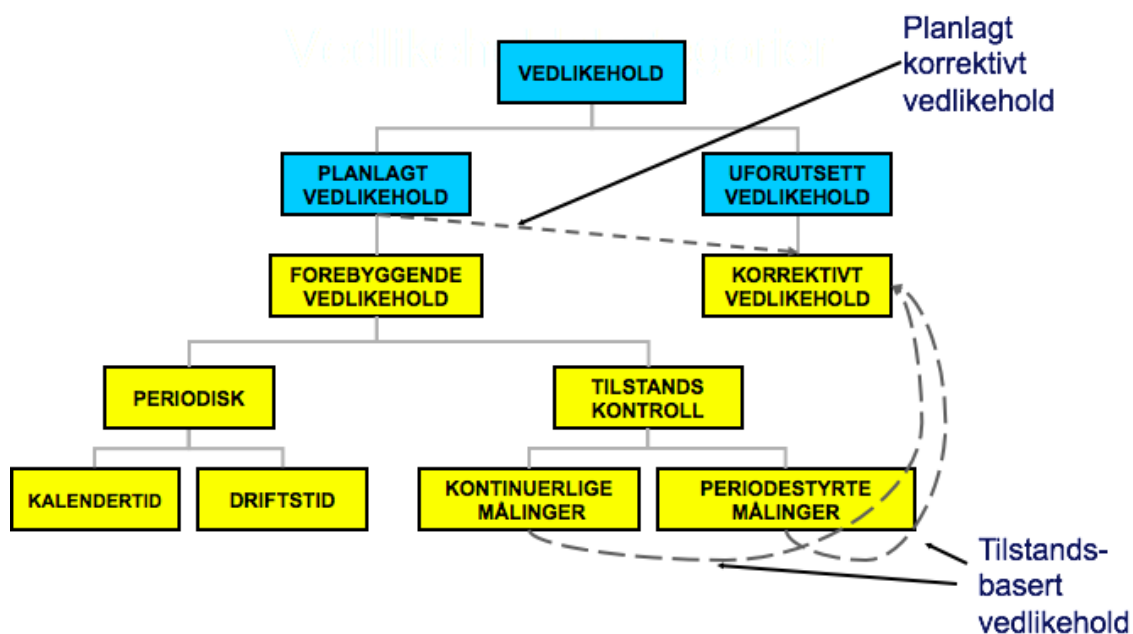 Vedlikeholdskategorier
VEDLIKEHOLD
Planlagt
korrektivt
vedlikehold
PLANLAGT
VEDLIKEHOLD
UFORUTSETT
VEDLIKEHOLD
FOREBYGGENDE
VEDLIKEHOLD
KORREKTIVT
VEDLIKEHOLD
PERIODISK
TILSTANDS
KONTROLL
KALENDERTID
DRIFTSTID
KONTINUERLIGE
MÅLINGER
PERIODESTYRTE
MÅLINGER
Tilstands-
basert
vedlikehold